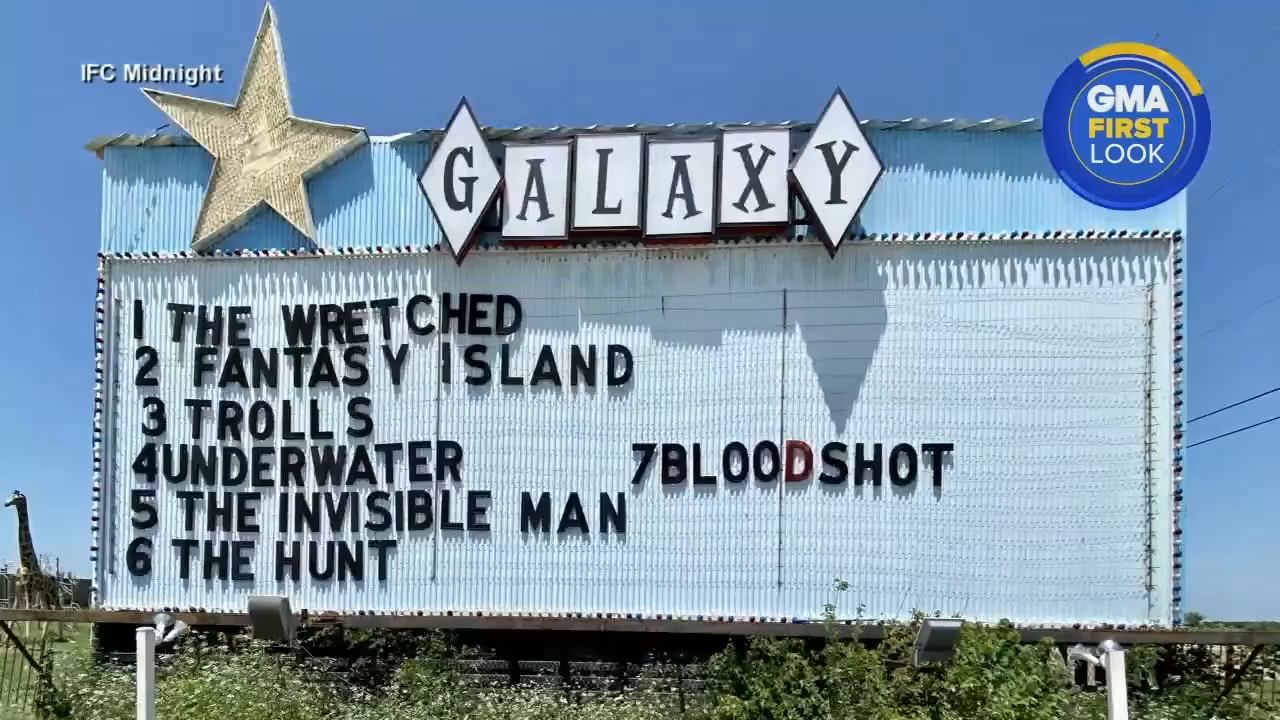 IFC Midnight
GMA
FIRST
LOOK
GALAXY
1 THE WRETCHED
2 FANTASY ISLAND
3 TROLLS
4UNDERWATER
7BLOODSHOT
5 THE INVISIBLE MAN
6 THE HUNT